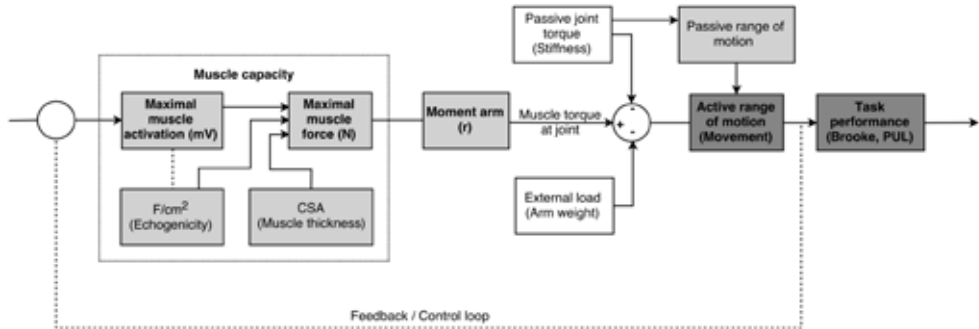 Passive joint
torque
(Stiffness)
Passive range of
motion
Muscle capacity
Maximal
muscle
activation (mV)
Maximal
muscle
force (N)
Moment arm
(r)
Muscle torque
at joint
+
-
-
Active range
of motion
(Movement)
Task
performance
(Brooke, PUL)
F/cm²
(Echogenicity)
CSA
(Muscle thickness)
External load
(Arm weight)
Feedback / Control loop